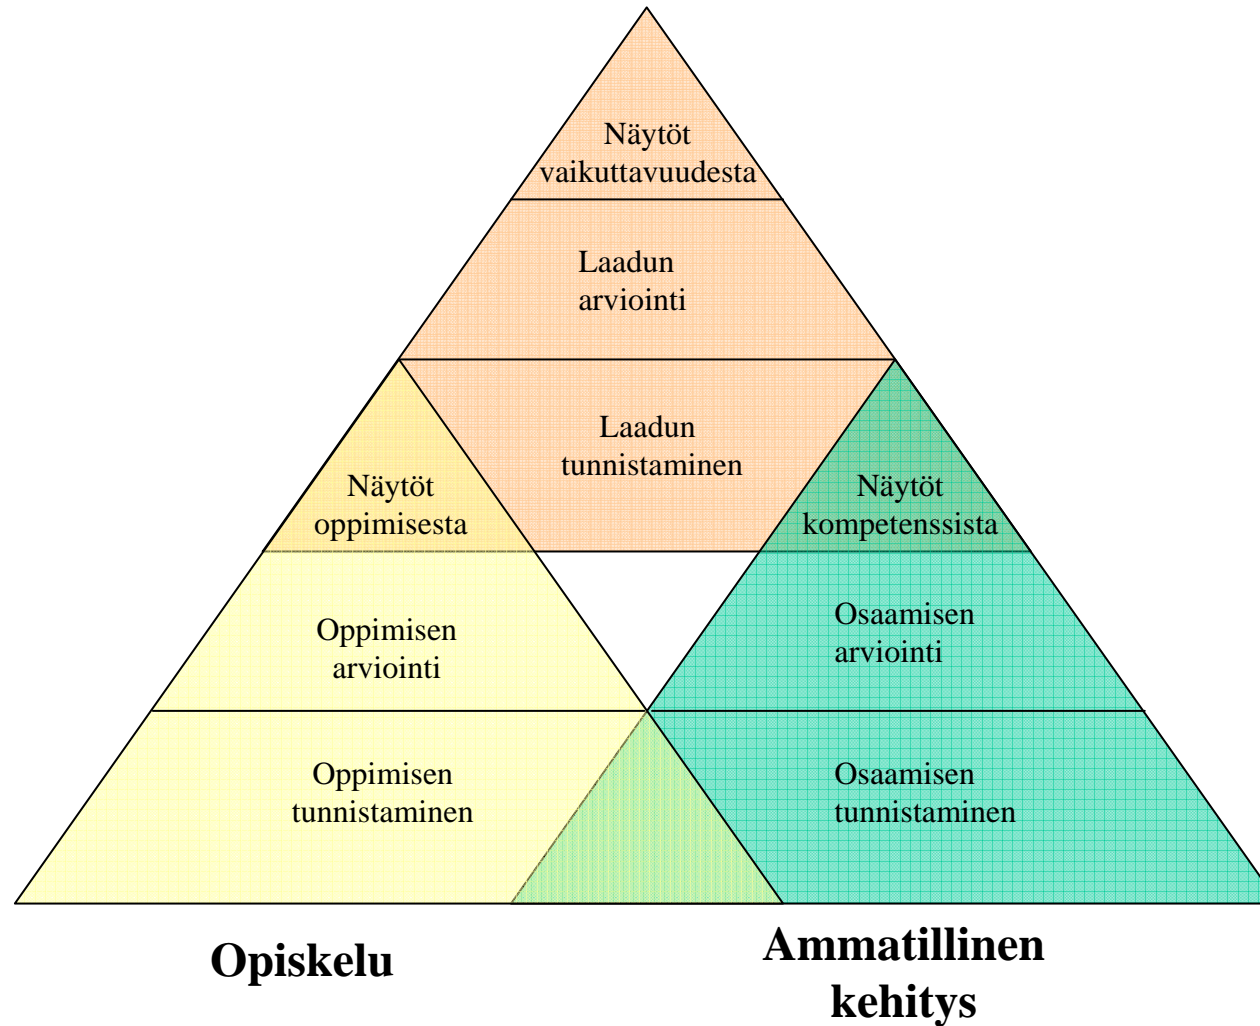 Näytöt
vaikuttavuudesta
Laadun
arviointi
Laadun
tunnistaminen
Näytöt
oppimisesta
Näytöt
kompetenssista
Oppimisen
arviointi
Osaamisen
arviointi
Oppimisen
tunnistaminen
Osaamisen
tunnistaminen
Opiskelu
Ammatillinen
kehitys